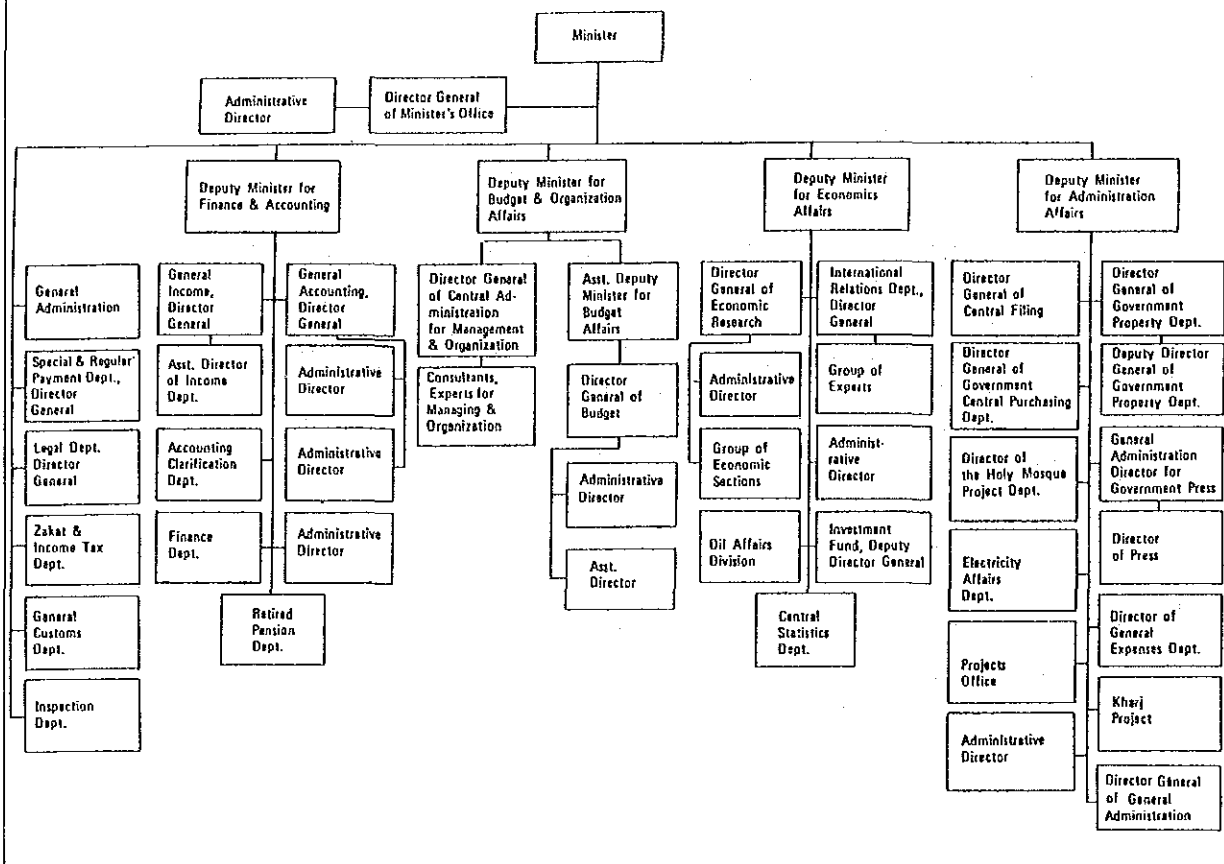 Minister
Administrative
Director
Director General
of Minister's Office
Deputy Minister for
Finance & Accounting
Deputy Minister for
Budget & Organization
Affairs
Deputy Minister
for Economics
Affairs
Deputy Minister
for Administration
Affairs
General
Administration
Special & Regular
Payment Dept.,
Director
General
Legal Dept.
Director
General
Zakat &
Income Tax
Dept.
General
Customs
Dept.
Inspection
Dept.
General
Income,
Director
General
Asst. Director
of Income
Dept.
Accounting
Clarification
Dept.
Finance
Dept.
General
Accounting,
Director
General
Administrative
Director
Administrative
Director
Administrative
Director
Retired
Pension
Dept.
Director General
of Central Ad-
ministration
for Management
& Organization
Consultants,
Experts for
Managing &
Organization
Asst. Deputy
Minister for
Budget
Affairs
Director
General of
Budget
Administrative
Director
Asst.
Director
Director
General of
Economic
Research
Administrative
Director
Group of
Economic
Sections
Oil Affairs
Division
International
Relations Dept.,
Director
General
Group of
Experts
Administ-
rative
Director
Investment
Fund, Deputy
Director General
Central
Statistics
Dept.
Director
General of
Central Filing
Director
General of
Government
Central Purchasing
Dept.
Director of
the Holy Mosque
Project Dept.
Electricity
Affairs
Dept.
Projects
Office
Administrative
Director
Director
General of
Government
Property Dept.
Deputy Director
General of
Government
Property Dept.
General
Administration
Director for
Government Press
Director
of Press
Director of
General
Expenses Dept.
Kharj
Project
Director General
of General
Administration